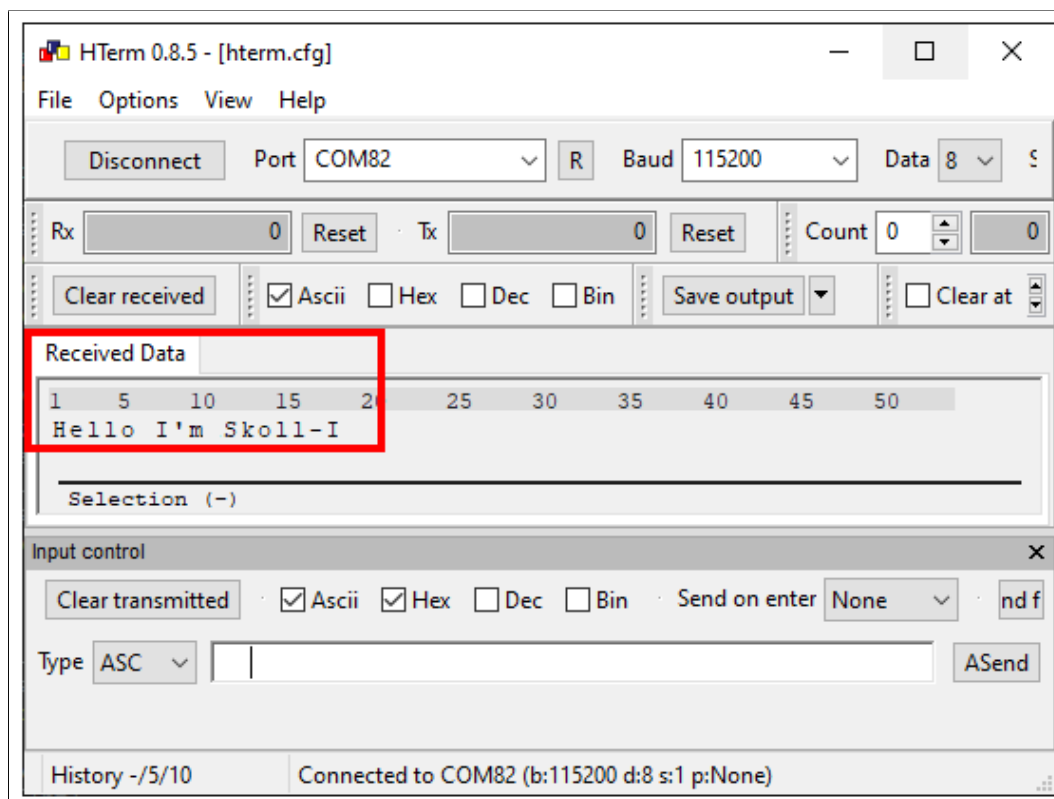 HTerm 0.8.5 - [hterm.cfg]
File Options View Help
Disconnect Port COM82 R Baud 115200 Data 8
Rx 0 Reset Tx 0 Reset Count 0 0
Clear received Ascii Hex Dec Bin Save output Clear at
Received Data
1 5 10 15 20 25 30 35 40 45 50
Hello I'm Skoll-I
Selection (-)
Input control
Clear transmitted Ascii Hex Dec Bin Send on enter None nd f
Type ASC ASend
History -/5/10 Connected to COM82 (b:115200 d:8 s:1 p:None)